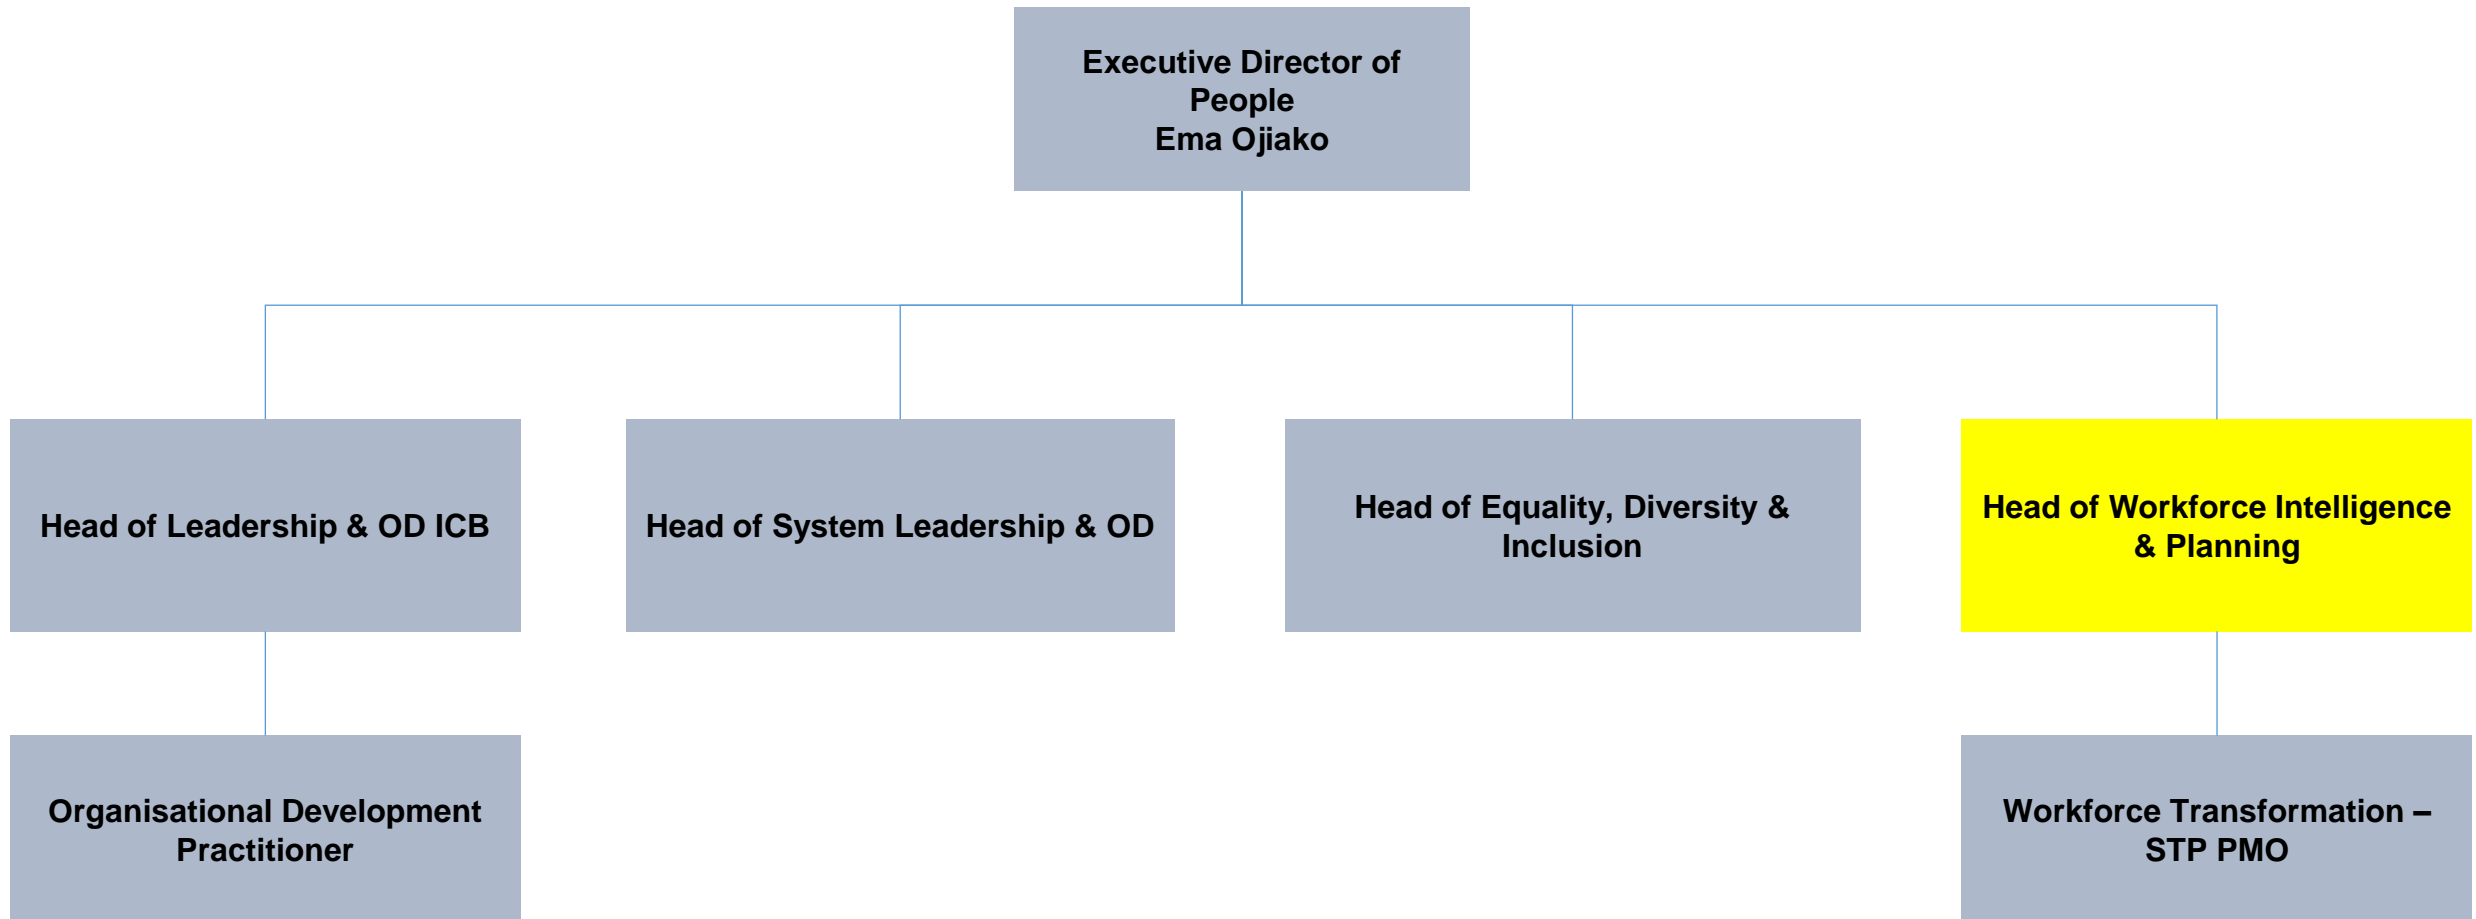 Executive Director of
People
Ema Ojiako
Head of Leadership & OD ICB
Head of System Leadership & OD
Head of Equality, Diversity &
Inclusion
Head of Workforce Intelligence
& Planning
Organisational Development
Practitioner
Workforce Transformation –
STP PMO